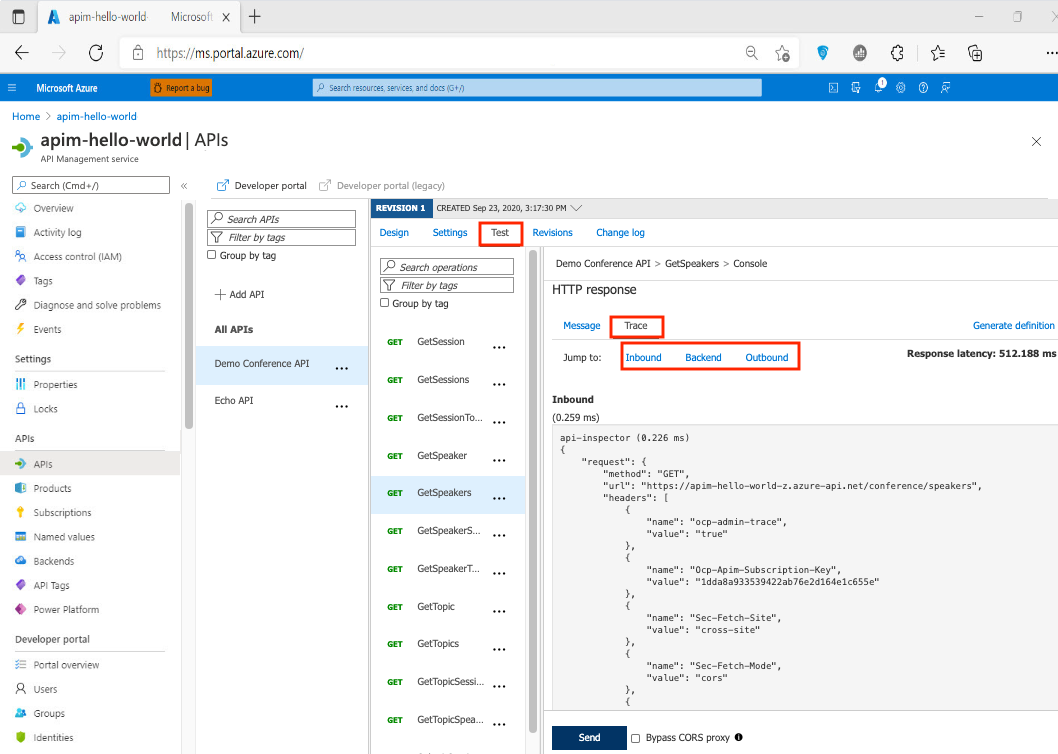 apim-hello-world Microsoft
https://ms.portal.azure.com/
Microsoft Azure
Report a bug
Search resources, services, and docs (G+/)
1
Home > apim-hello-world
apim-hello-world | APIs
API Management service
Search (Cmd+/)
«
Developer portal
Developer portal (legacy)
Overview
Activity log
Access control (IAM)
Tags
Diagnose and solve problems
Events
Settings
Properties
Locks
APIs
APIs
Products
Subscriptions
Named values
Backends
API Tags
Power Platform
Developer portal
Portal overview
Users
Groups
Identities
Search APIs
Filter by tags
Group by tag
+ Add API
All APIs
Demo Conference API ...
Echo API ...
REVISION 1 CREATED Sep 23, 2020, 3:17:30 PM
Design Settings Test Revisions Change log
Search operations
Filter by tags
Group by tag
GET GetSession ...
GET GetSessions ...
GET GetSessionTo... ...
GET GetSpeaker ...
GET GetSpeakers ...
GET GetSpeakerS... ...
GET GetSpeakerT... ...
GET GetTopic ...
GET GetTopics ...
GET GetTopicSessi... ...
GET GetTopicSpea... ...
Demo Conference API > GetSpeakers > Console
HTTP response
Message Trace Generate definition
Jump to: Inbound Backend Outbound Response latency: 512.188 ms
Inbound
(0.259 ms)
api-inspector (0.226 ms)
{
"request": {
"method": "GET",
"url": "https://apim-hello-world-z.azure-api.net/conference/speakers",
"headers": [
{
"name": "ocp-admin-trace",
"value": "true"
},
{
"name": "Ocp-Apim-Subscription-Key",
"value": "1dda8a933539422ab76e2d164e1c655e"
},
{
"name": "Sec-Fetch-Site",
"value": "cross-site"
},
{
"name": "Sec-Fetch-Mode",
"value": "cors"
},
{
Send Bypass CORS proxy